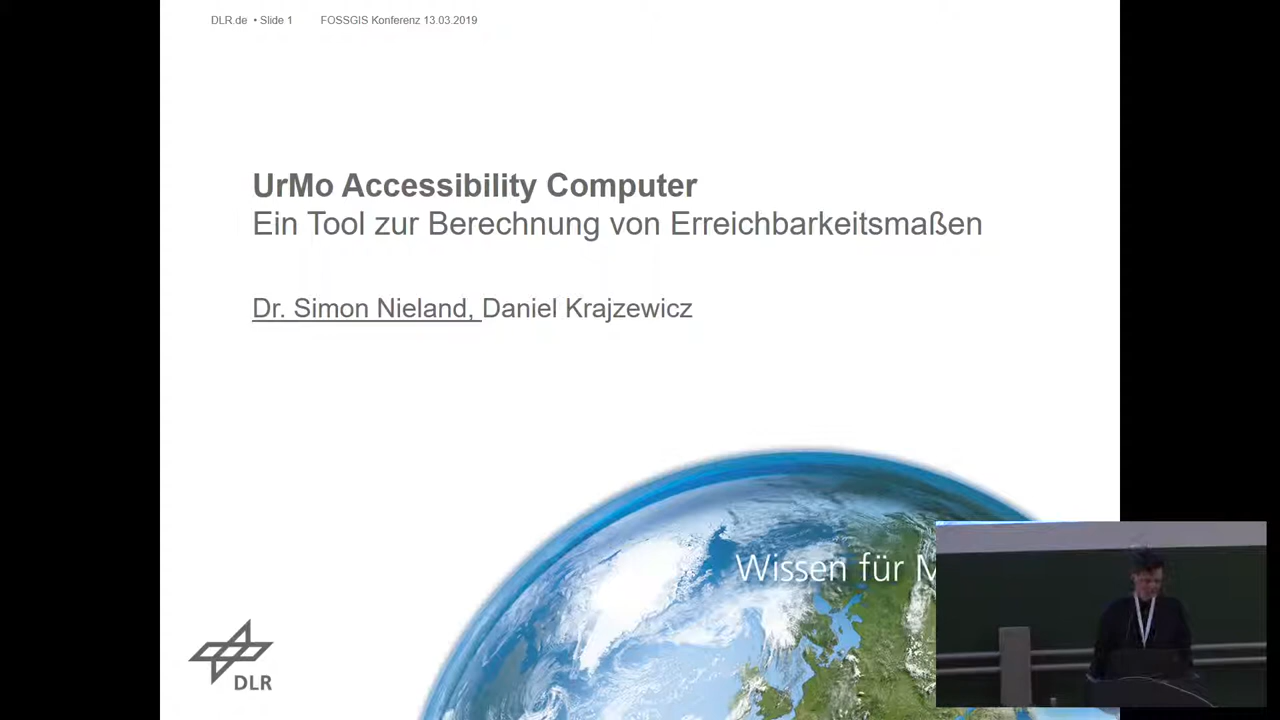 DLR.de • Slide 1 FOSSGIS Konferenz 13.03.2019
UrMo Accessibility Computer
Ein Tool zur Berechnung von Erreichbarkeitsmaßen
Dr. Simon Nieland, Daniel Krajzewicz
Wissen für M
DLR